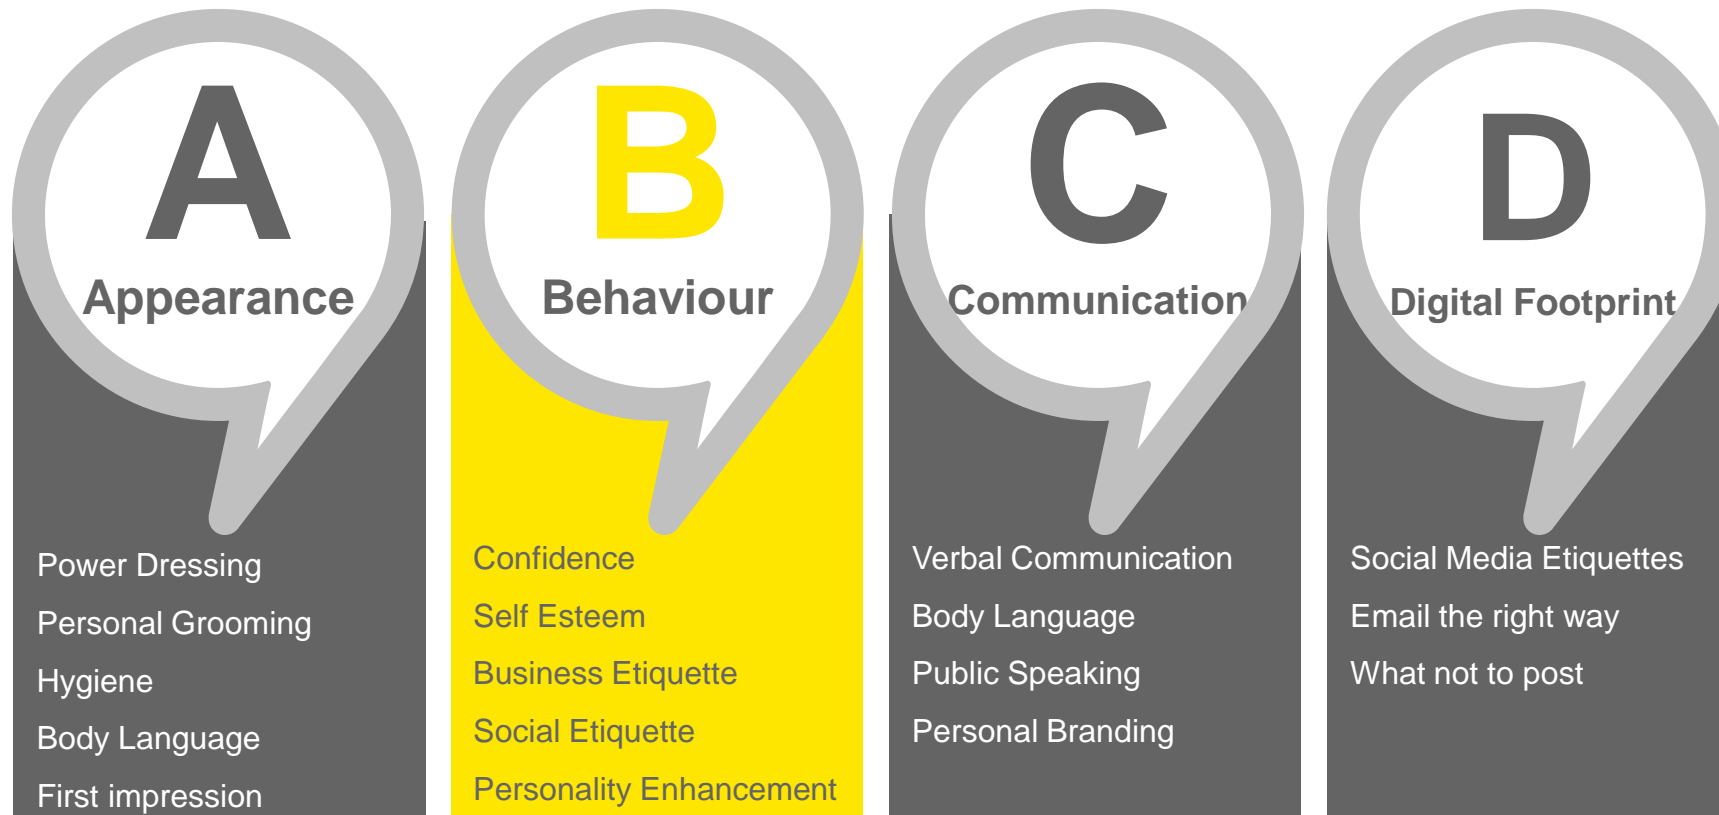 A
Appearance
Power Dressing
Personal Grooming
Hygiene
Body Language
First impression
B
Behaviour
Confidence
Self Esteem
Business Etiquette
Social Etiquette
Personality Enhancement
C
Communication
Verbal Communication
Body Language
Public Speaking
Personal Branding
D
Digital Footprint
Social Media Etiquettes
Email the right way
What not to post